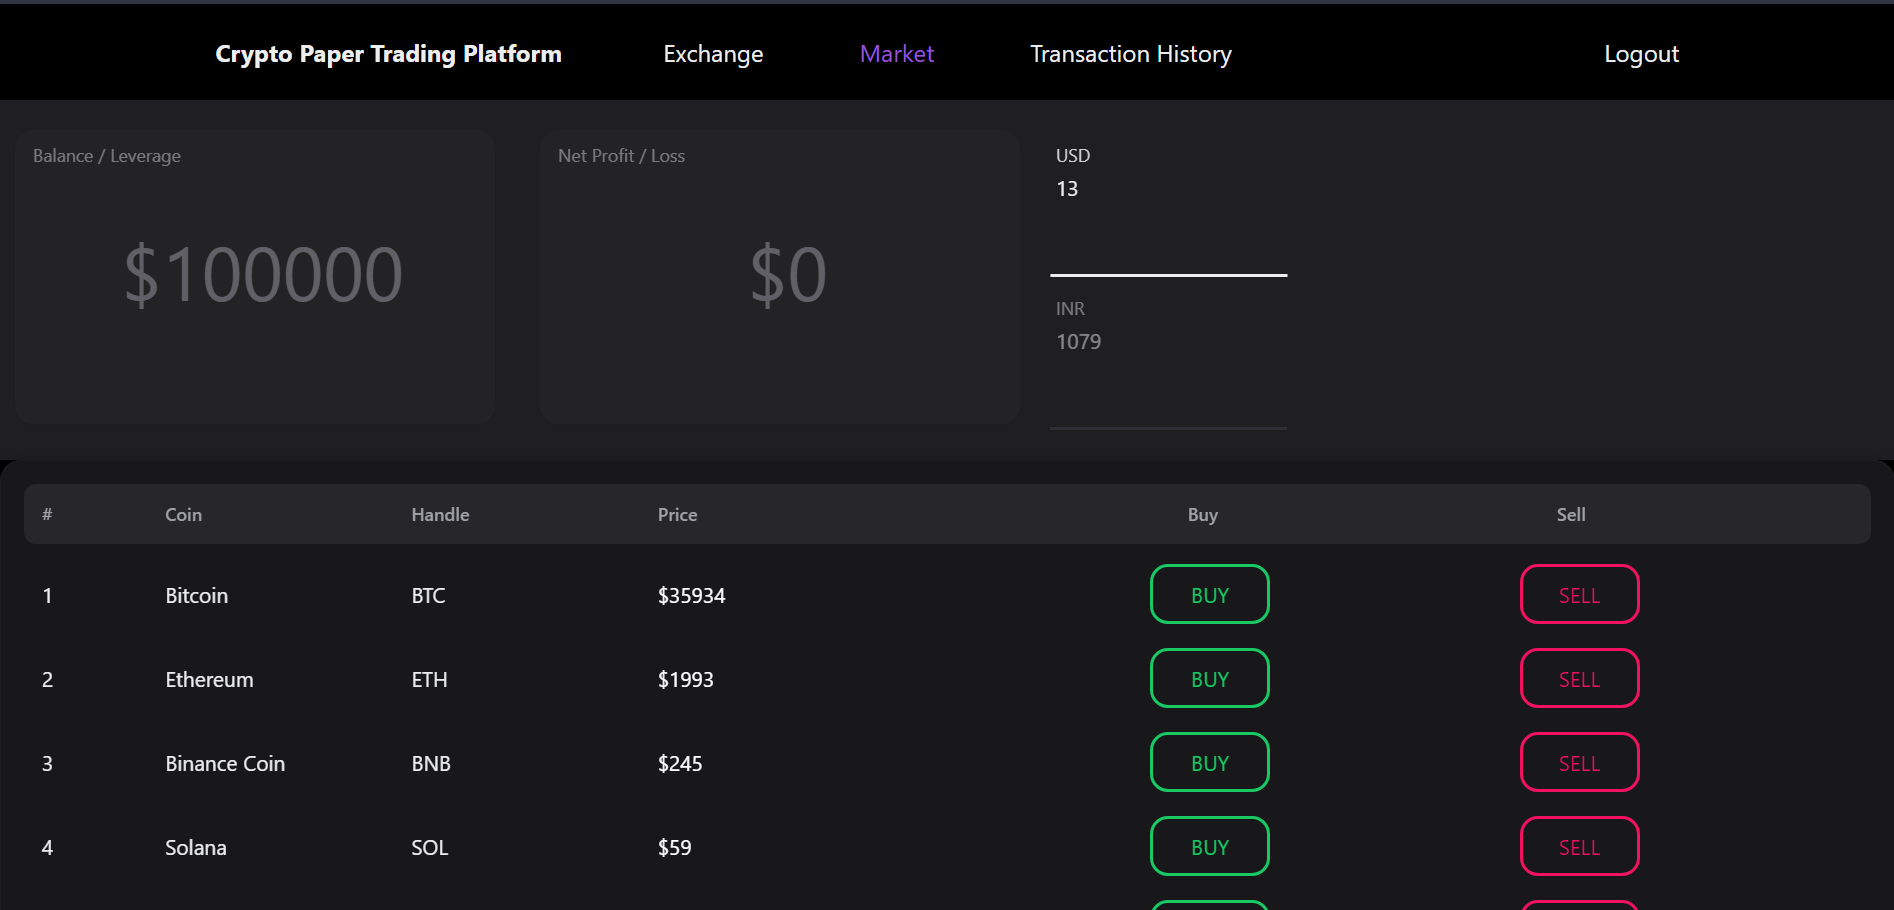 Crypto Paper Trading Platform Exchange Market Transaction History Logout
Balance / Leverage
$100000
Net Profit / Loss
$0
USD
13
INR
1079
# Coin Handle Price Buy Sell
1 Bitcoin BTC $35934 BUY SELL
2 Ethereum ETH $1993 BUY SELL
3 Binance Coin BNB $245 BUY SELL
4 Solana SOL $59 BUY SELL